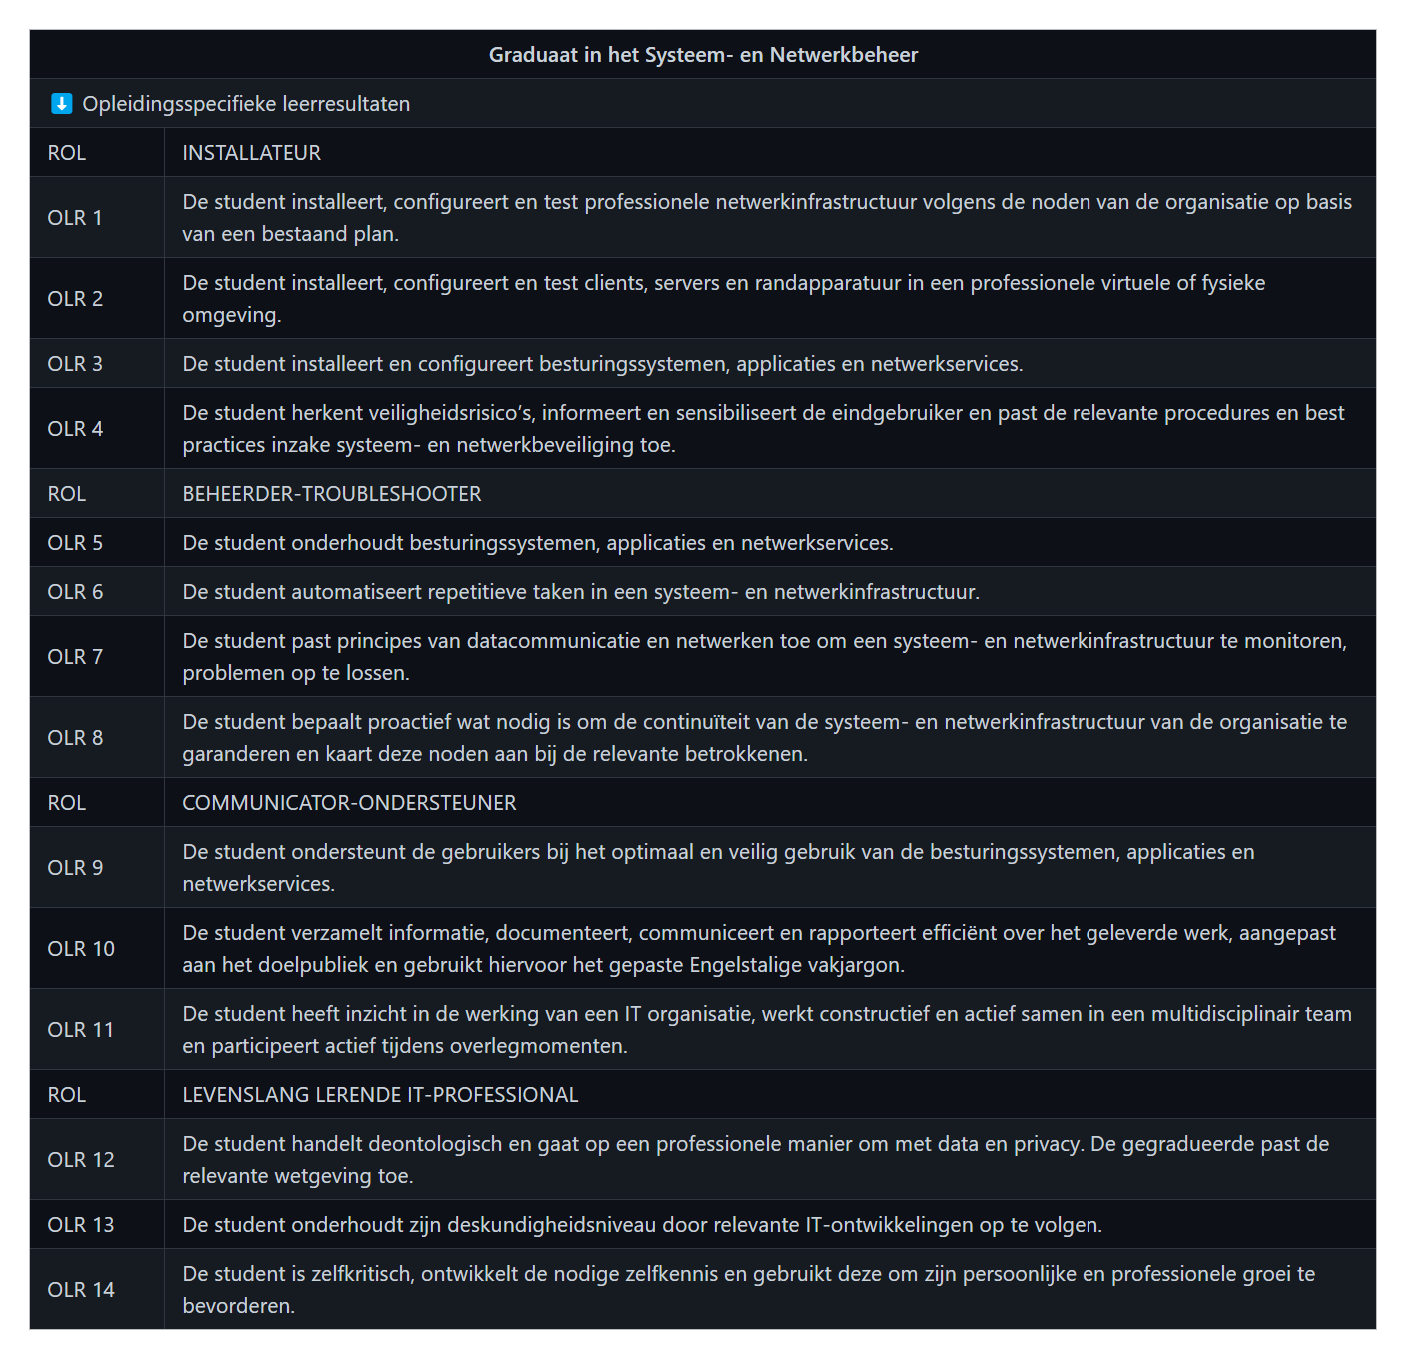 Graduaat in het Systeem- en Netwerkbeheer
⬇ Opleidingsspecifieke leerresultaten
ROL INSTALLATEUR
OLR 1 De student installeert, configureert en test professionele netwerkinfrastructuur volgens de noden van de organisatie op basis
van een bestaand plan.
OLR 2 De student installeert, configureert en test clients, servers en randapparatuur in een professionele virtuele of fysieke
omgeving.
OLR 3 De student installeert en configureert besturingssystemen, applicaties en netwerkservices.
OLR 4 De student herkent veiligheidsrisico’s, informeert en sensibiliseert de eindgebruiker en past de relevante procedures en best
practices inzake systeem- en netwerkbeveiliging toe.
ROL BEHEERDER-TROUBLESHOOTER
OLR 5 De student onderhoudt besturingssystemen, applicaties en netwerkservices.
OLR 6 De student automatiseert repetitieve taken in een systeem- en netwerkinfrastructuur.
OLR 7 De student past principes van datacommunicatie en netwerken toe om een systeem- en netwerkinfrastructuur te monitoren,
problemen op te lossen.
OLR 8 De student bepaalt proactief wat nodig is om de continuïteit van de systeem- en netwerkinfrastructuur van de organisatie te
garanderen en kaart deze noden aan bij de relevante betrokkenen.
ROL COMMUNICATOR-ONDERSTEUNER
OLR 9 De student ondersteunt de gebruikers bij het optimaal en veilig gebruik van de besturingssystemen, applicaties en
netwerkservices.
OLR 10 De student verzamelt informatie, documenteert, communiceert en rapporteert efficiënt over het geleverde werk, aangepast
aan het doelpubliek en gebruikt hiervoor het gepaste Engelstalige vakjargon.
OLR 11 De student heeft inzicht in de werking van een IT organisatie, werkt constructief en actief samen in een multidisciplinair team
en participeert actief tijdens overlegmomenten.
ROL LEVENSLANG LERENDE IT-PROFESSIONAL
OLR 12 De student handelt deontologisch en gaat op een professionele manier om met data en privacy. De gegradueerde past de
relevante wetgeving toe.
OLR 13 De student onderhoudt zijn deskundigheidsniveau door relevante IT-ontwikkelingen op te volgen.
OLR 14 De student is zelfkritisch, ontwikkelt de nodige zelfkennis en gebruikt deze om zijn persoonlijke en professionele groei te
bevorderen.